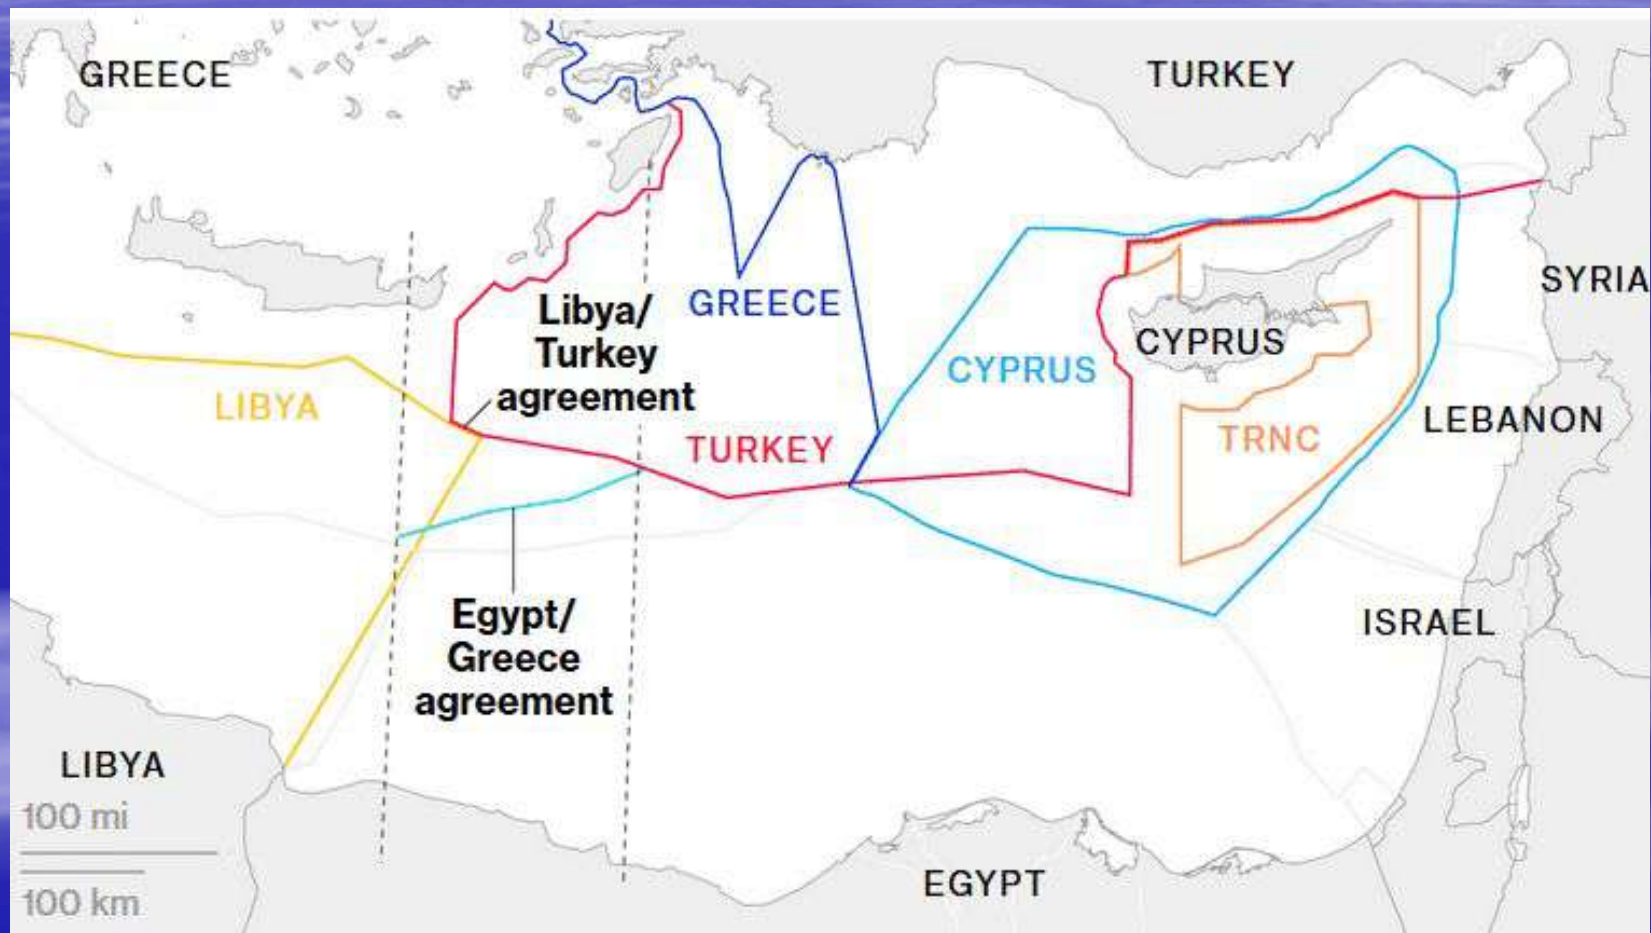 GREECE
TURKEY
SYRIA
Libya/
Turkey
agreement
GREECE
CYPRUS
CYPRUS
LIBYA
TURKEY
TRNC
LEBANON
Egypt/
Greece
agreement
ISRAEL
LIBYA
EGYPT
100 mi
100 km